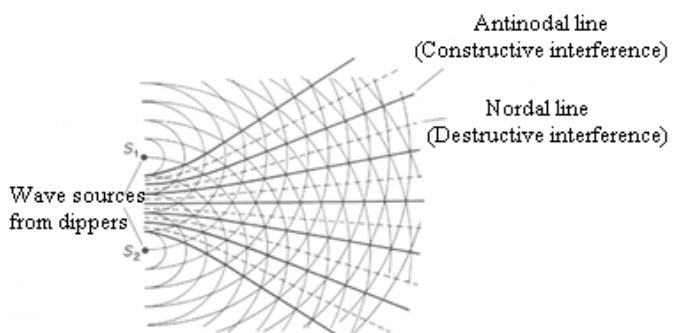 Antinodal line
(Constructive interference)
Nordal line
(Destructive interference)
S₁
Wave sources
from dippers
S₂